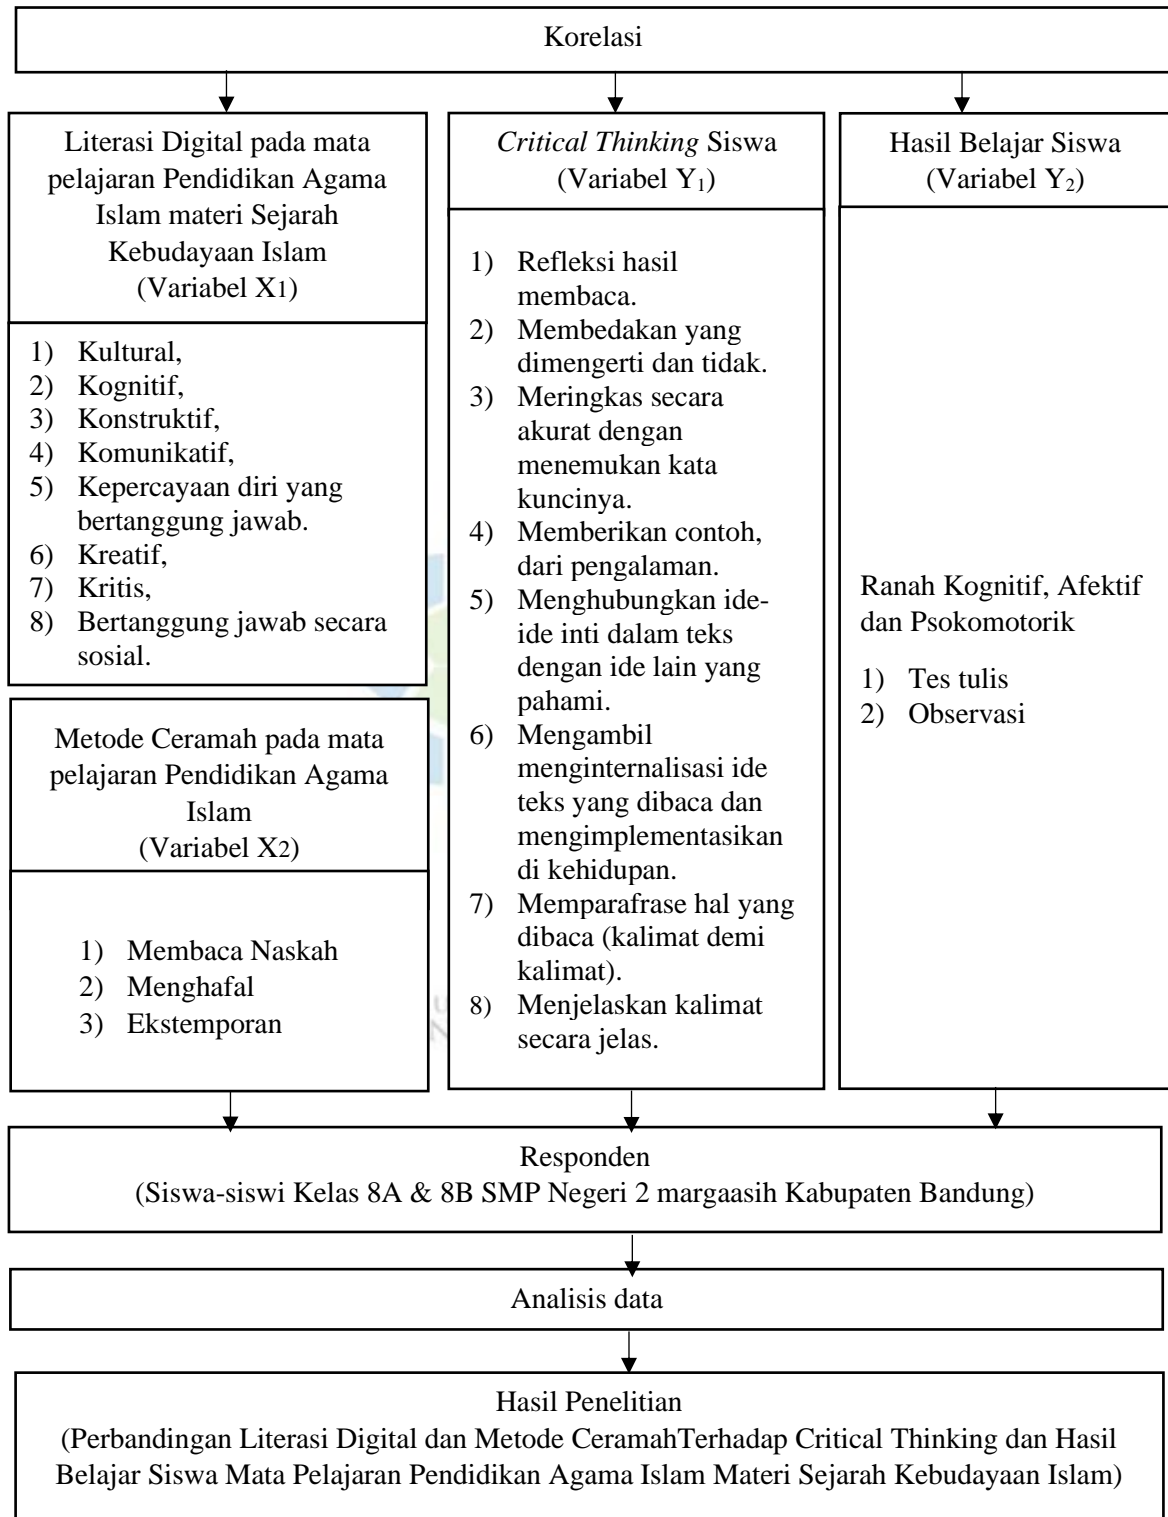 Korelasi
Literasi Digital pada mata
pelajaran Pendidikan Agama
Islam materi Sejarah
Kebudayaan Islam
(Variabel X1)
1) Kultural,
2) Kognitif,
3) Konstruktif,
4) Komunikatif,
5) Kepercayaan diri yang
bertanggung jawab.
6) Kreatif,
7) Kritis,
8) Bertanggung jawab secara
sosial.
Metode Ceramah pada mata
pelajaran Pendidikan Agama
Islam
(Variabel X2)
1) Membaca Naskah
2) Menghafal
3) Ekstemporan
Critical Thinking Siswa
(Variabel Y₁)
1) Refleksi hasil
membaca.
2) Membedakan yang
dimengerti dan tidak.
3) Meringkas secara
akurat dengan
menemukan kata
kuncinya.
4) Memberikan contoh,
dari pengalaman.
5) Menghubungkan ide-
ide inti dalam teks
dengan ide lain yang
pahami.
6) Mengambil
menginternalisasi ide
teks yang dibaca dan
mengimplementasikan
di kehidupan.
7) Memparafrase hal yang
dibaca (kalimat demi
kalimat).
8) Menjelaskan kalimat
secara jelas.
Hasil Belajar Siswa
(Variabel Y₂)
Ranah Kognitif, Afektif
dan Psokomotorik
1) Tes tulis
2) Observasi
Responden
(Siswa-siswi Kelas 8A & 8B SMP Negeri 2 margaasih Kabupaten Bandung)
Analisis data
Hasil Penelitian
(Perbandingan Literasi Digital dan Metode CeramahTerhadap Critical Thinking dan Hasil
Belajar Siswa Mata Pelajaran Pendidikan Agama Islam Materi Sejarah Kebudayaan Islam)